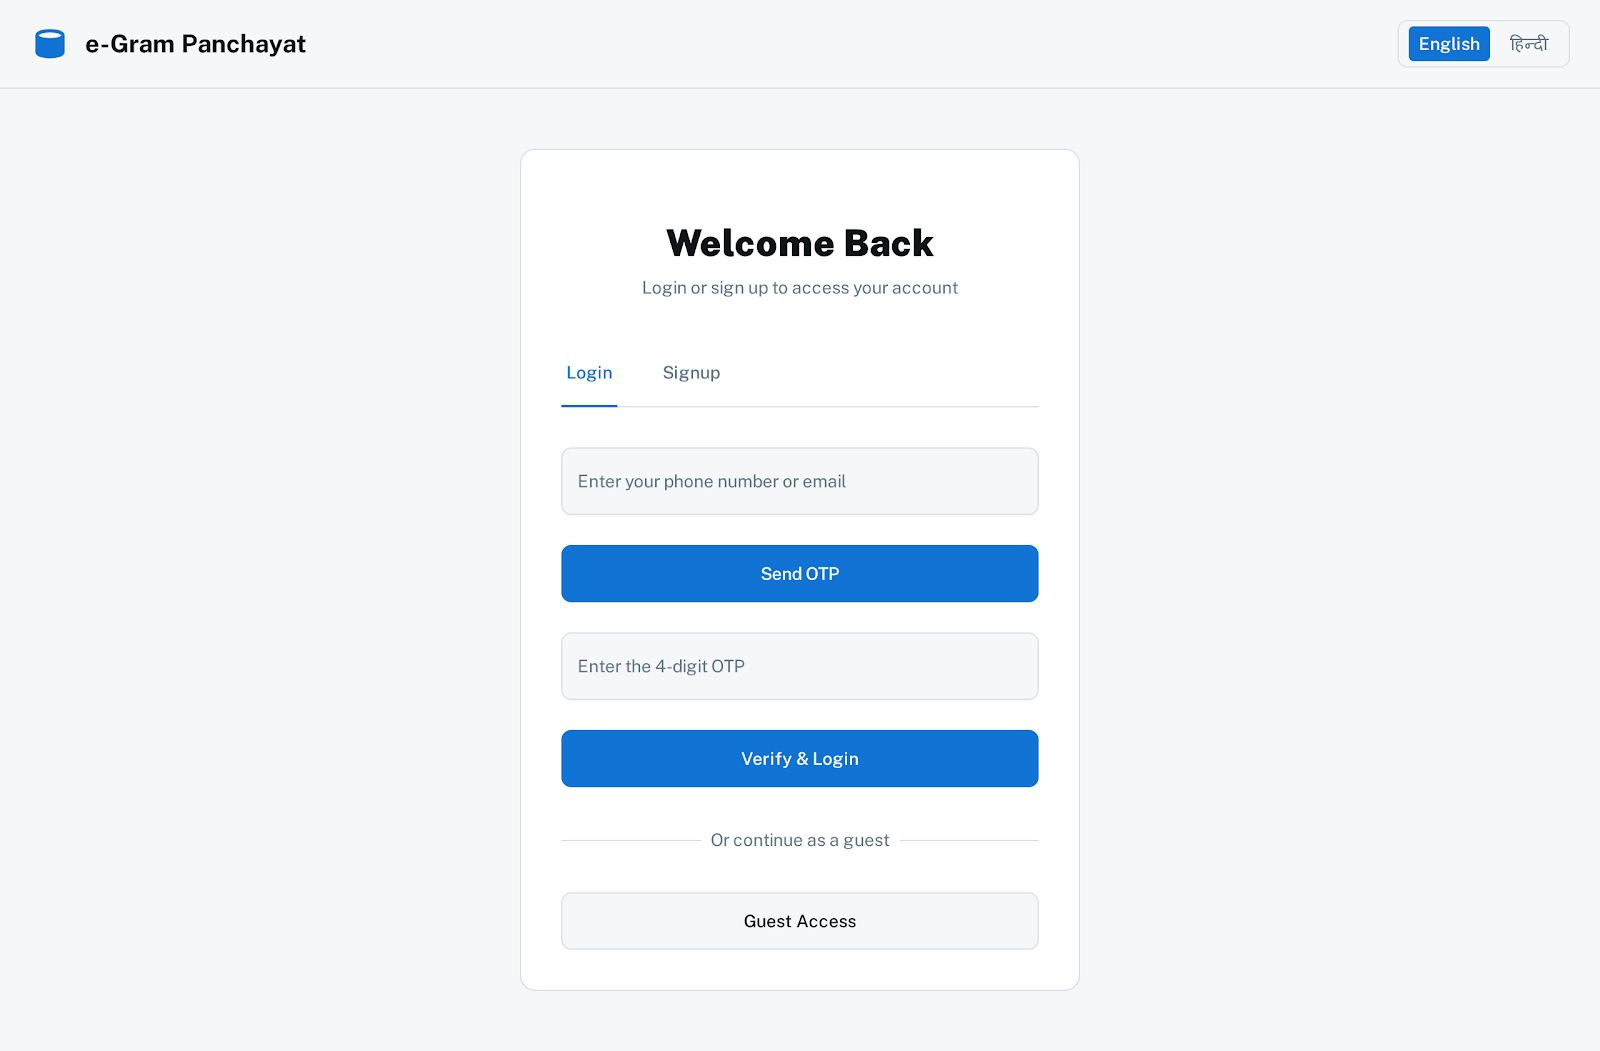 e-Gram Panchayat
English
हिन्दी
Welcome Back
Login or sign up to access your account
Login
Signup
Enter your phone number or email
Send OTP
Enter the 4-digit OTP
Verify & Login
Or continue as a guest
Guest Access